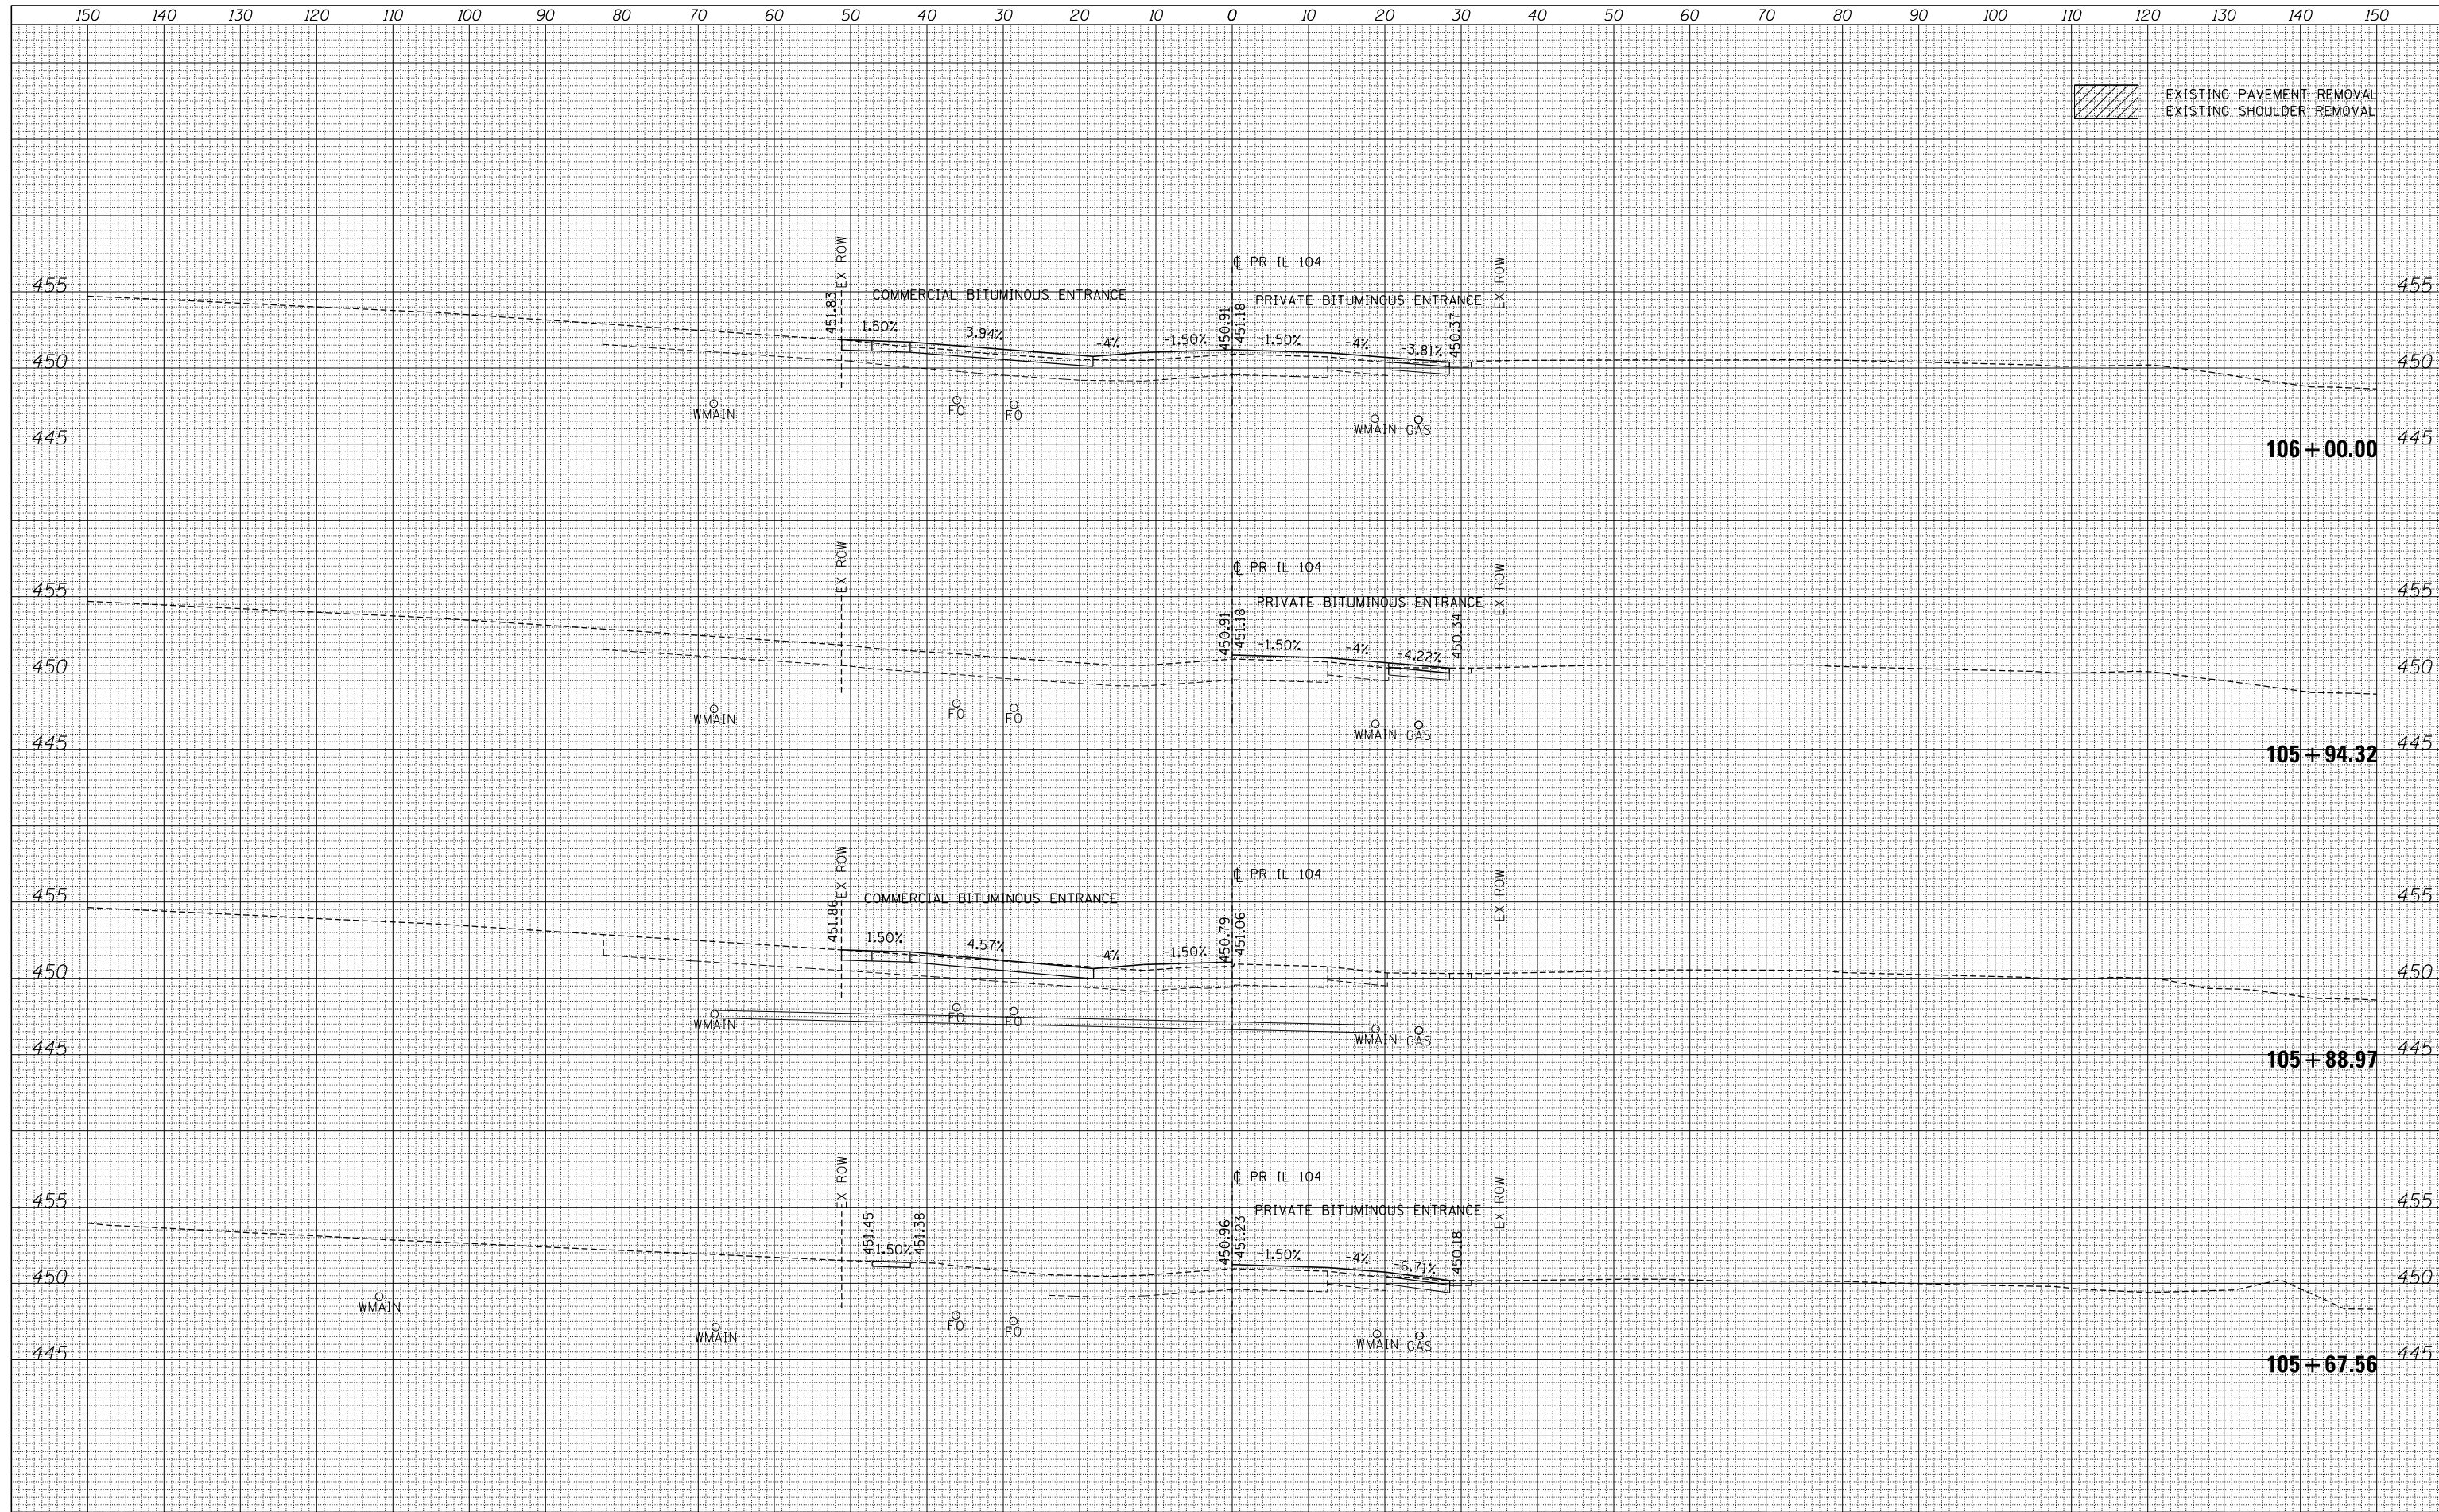 150 140 130 120 110 100 90 80 70 60 50 40 30 20 10 0 10 20 30 40 50 60 70 80 90 100 110 120 130 140 150
EXISTING PAVEMENT REMOVAL
EXISTING SHOULDER REMOVAL
EX ROW
℄ PR IL 104
EX ROW
455
COMMERCIAL BITUMINOUS ENTRANCE
PRIVATE BITUMINOUS ENTRANCE
455
451.83
1.50%
3.94%
-4%
-1.50%
450.91
451.18
-1.50%
-4%
-3.81%
450.37
450
450
WMAIN
FO
FO
WMAIN
GAS
445
445
106+00.00
EX ROW
℄ PR IL 104
EX ROW
455
PRIVATE BITUMINOUS ENTRANCE
455
450.91
451.18
-1.50%
-4%
-4.22%
450.34
450
450
WMAIN
FO
FO
WMAIN
GAS
445
445
105+94.32
EX ROW
℄ PR IL 104
EX ROW
455
COMMERCIAL BITUMINOUS ENTRANCE
455
451.86
1.50%
4.57%
-4%
-1.50%
450.79
451.06
450
450
WMAIN
FO
FO
WMAIN
GAS
445
445
105+88.97
EX ROW
℄ PR IL 104
EX ROW
455
PRIVATE BITUMINOUS ENTRANCE
455
451.45
1.50%
451.38
450.96
451.23
-1.50%
-4%
-6.71%
450.18
450
450
WMAIN
WMAIN
FO
FO
WMAIN
GAS
445
445
105+67.56